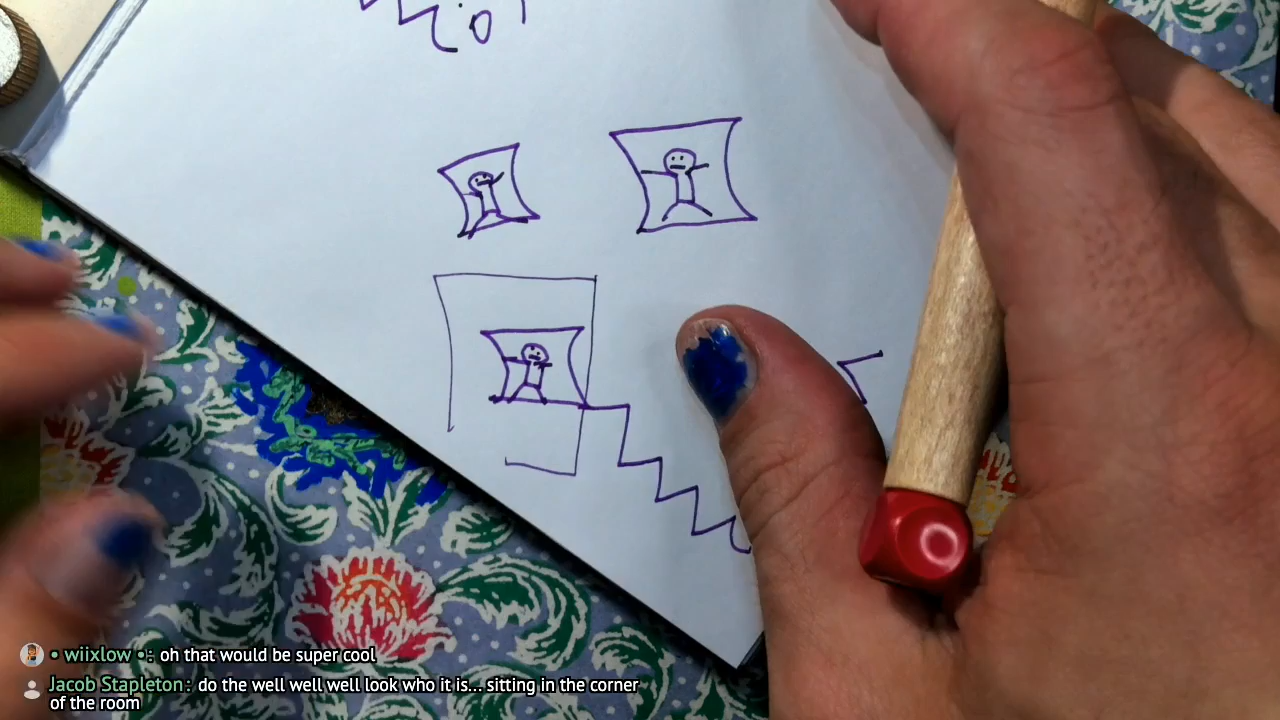 • wiixlow •: oh that would be super cool
Jacob Stapleton: do the well well well look who it is... sitting in the corner
of the room